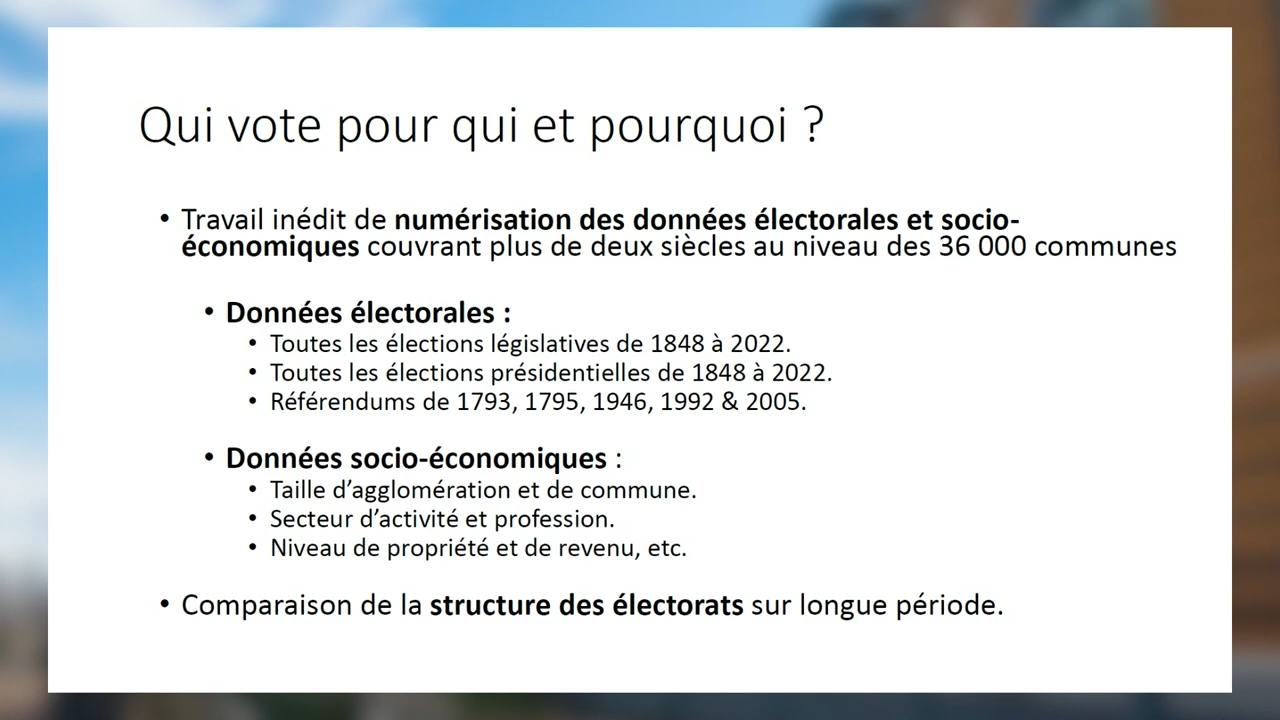 Qui vote pour qui et pourquoi ?
• Travail inédit de numérisation des données électorales et socio-
économiques couvrant plus de deux siècles au niveau des 36 000 communes
• Données électorales :
• Toutes les élections législatives de 1848 à 2022.
• Toutes les élections présidentielles de 1848 à 2022.
• Référendums de 1793, 1795, 1946, 1992 & 2005.
• Données socio-économiques :
• Taille d’agglomération et de commune.
• Secteur d’activité et profession.
• Niveau de propriété et de revenu, etc.
• Comparaison de la structure des électorats sur longue période.